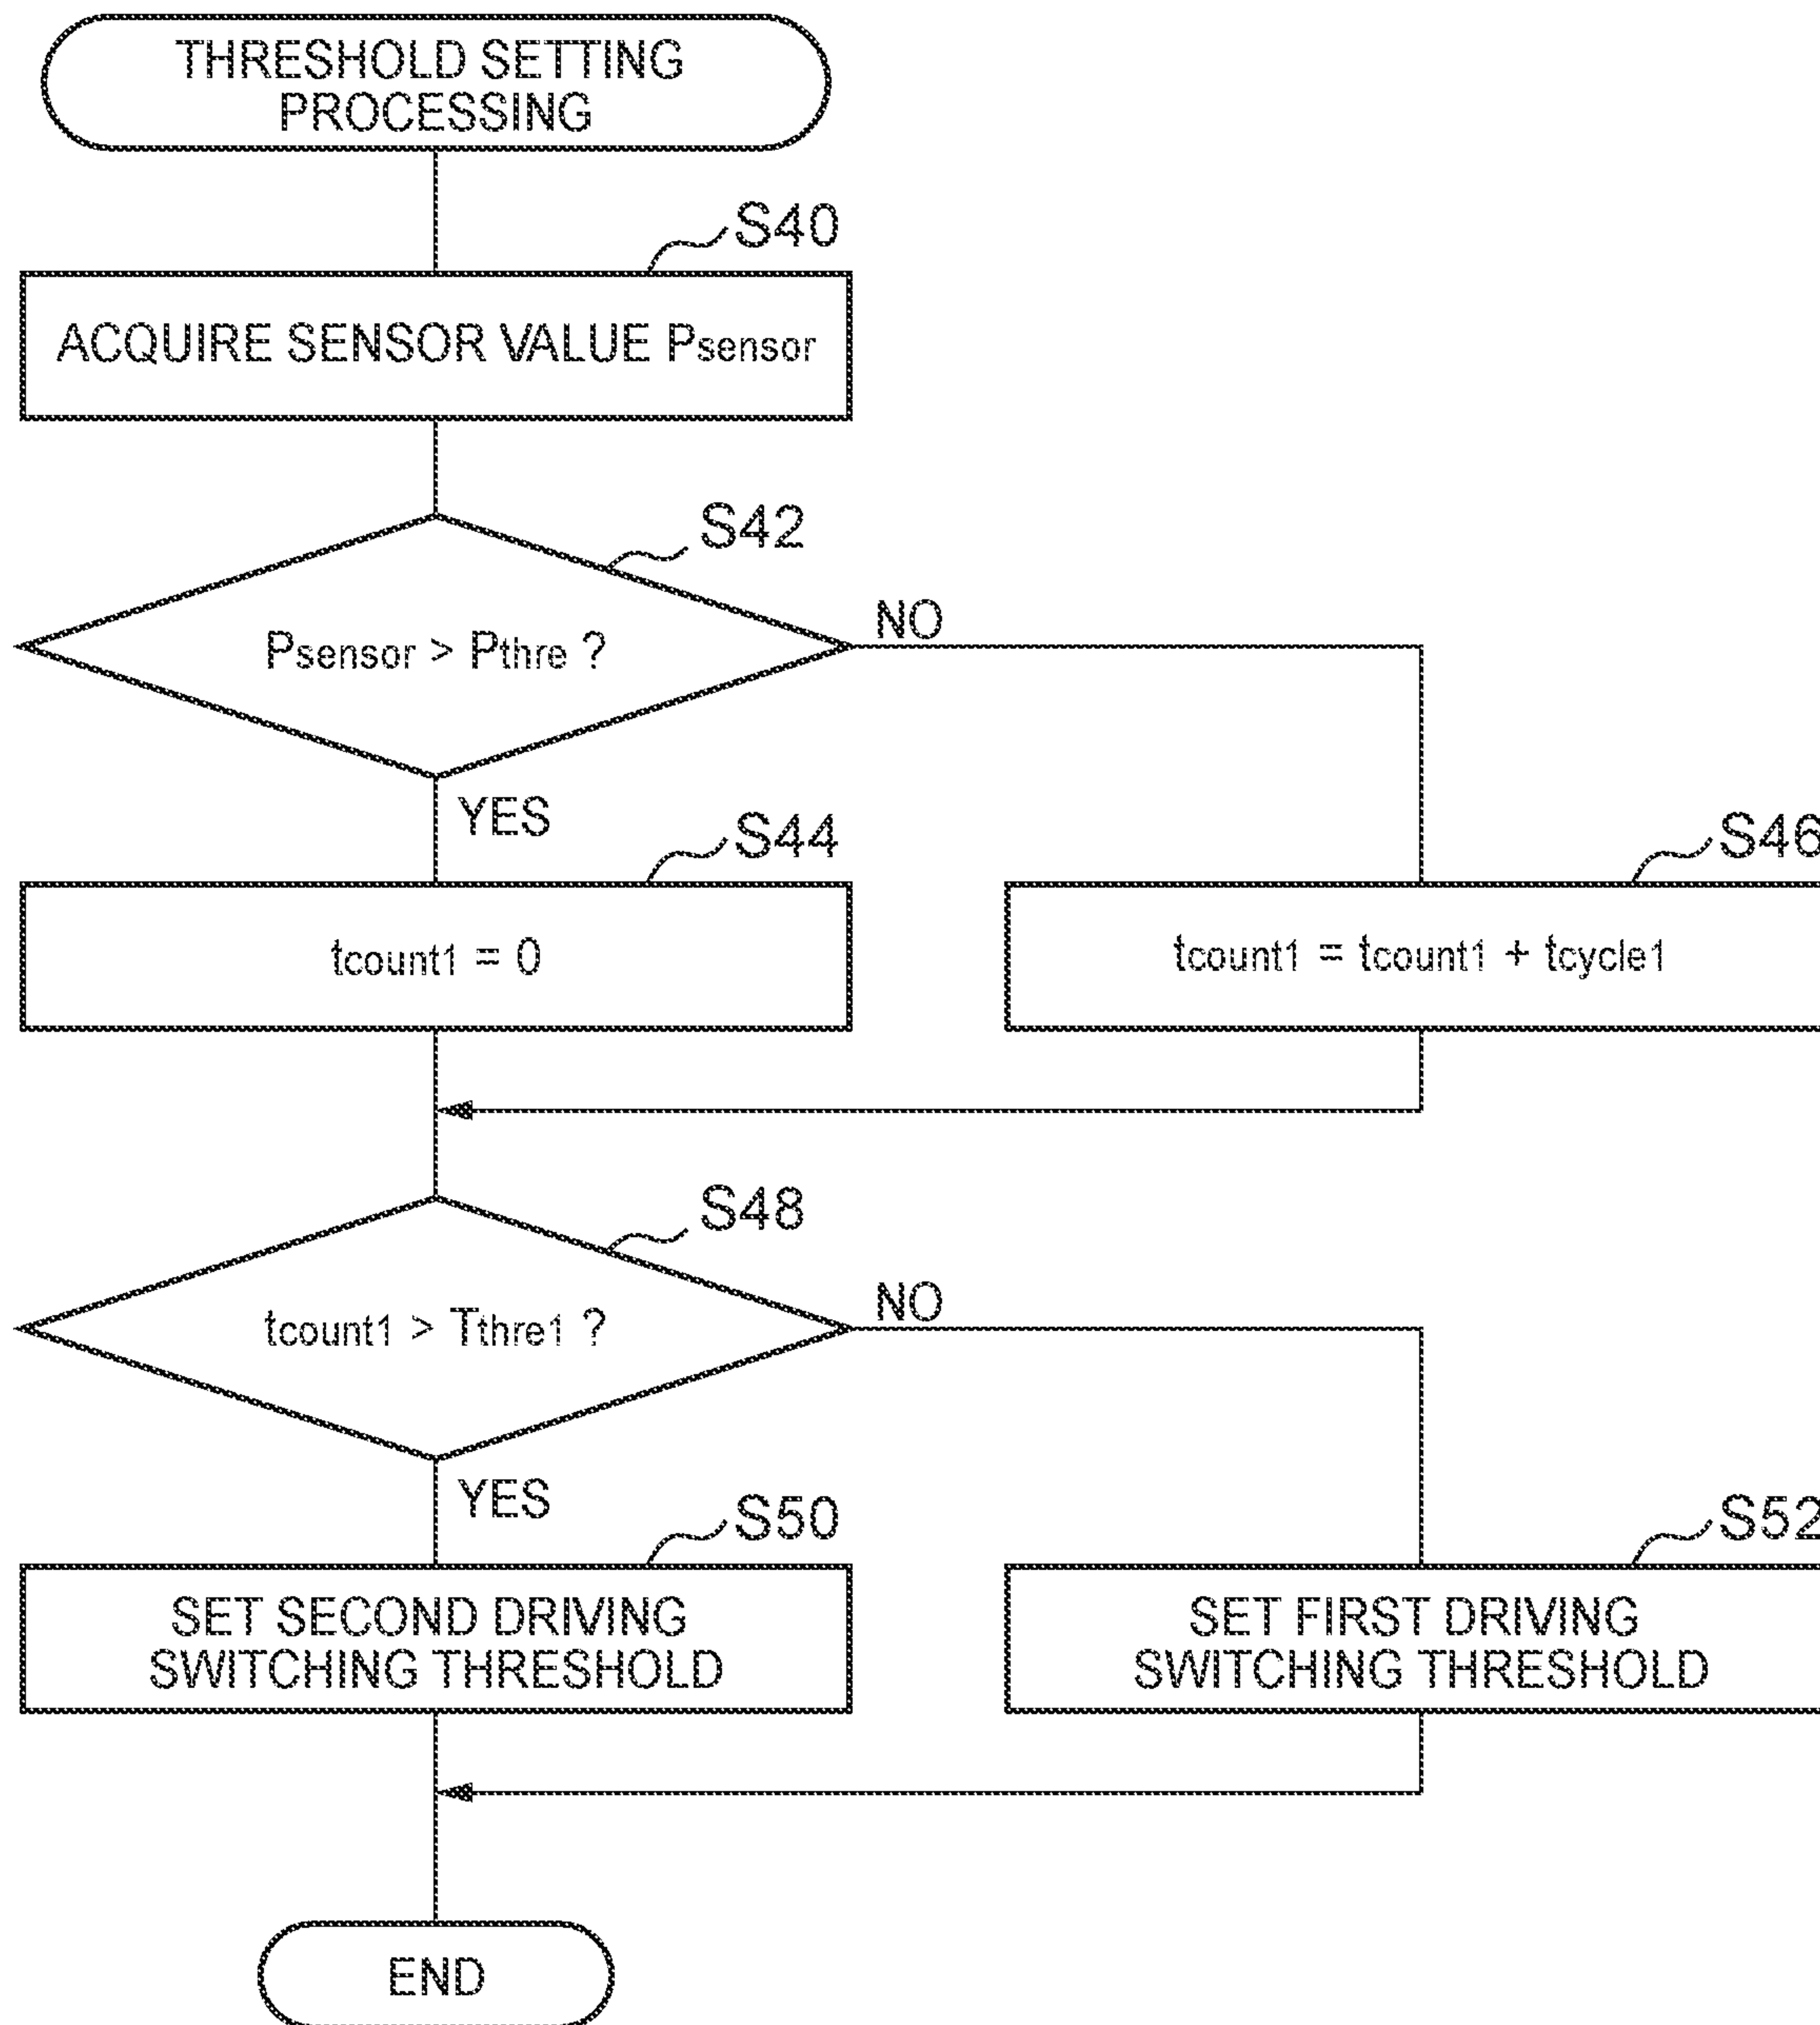 THRESHOLD SETTING
PROCESSING
S40
ACQUIRE SENSOR VALUE Psensor
S42
Psensor > Pthre ?
NO
YES
S44
tcount1 = 0
S46
tcount1 = tcount1 + tcycle1
S48
tcount1 > Tthre1 ?
NO
YES
S50
SET SECOND DRIVING
SWITCHING THRESHOLD
S52
SET FIRST DRIVING
SWITCHING THRESHOLD
END